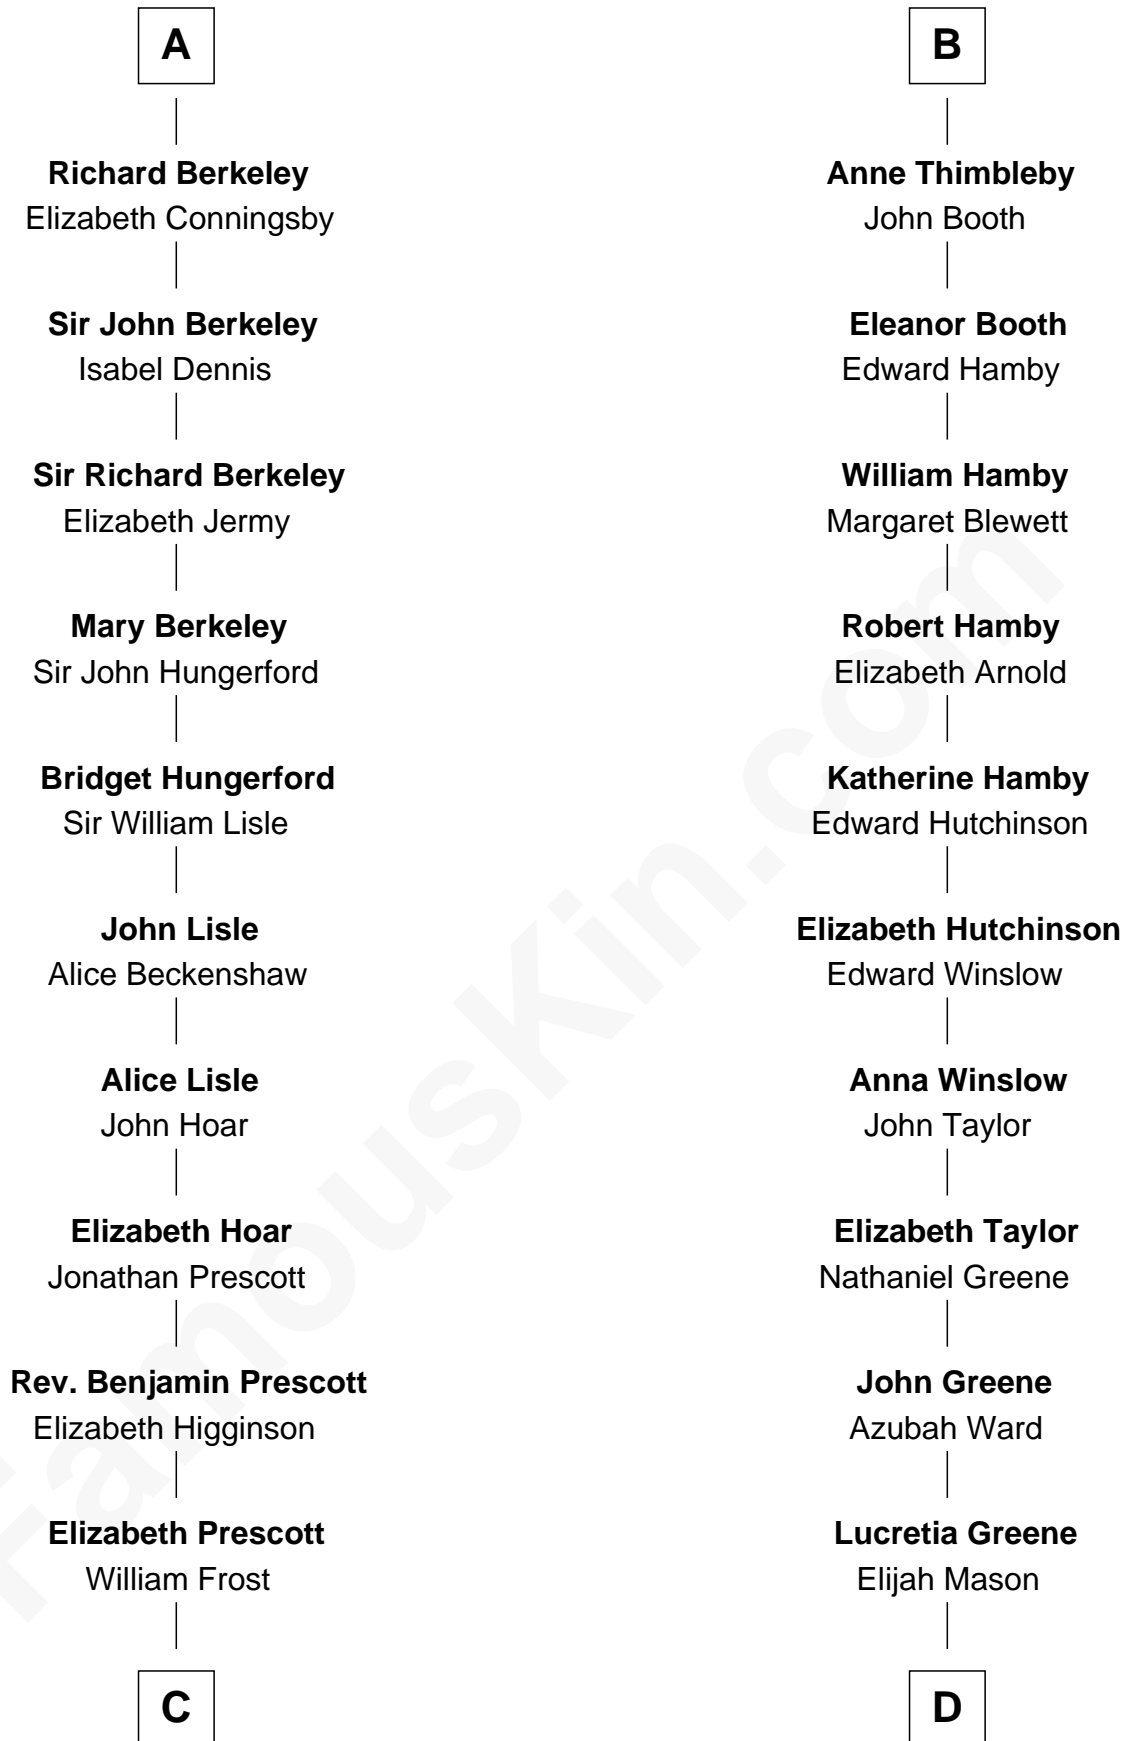 A
Richard Berkeley
Elizabeth Conningsby
Sir John Berkeley
Isabel Dennis
Sir Richard Berkeley
Elizabeth Jermy
Mary Berkeley
Sir John Hungerford
Bridget Hungerford
Sir William Lisle
John Lisle
Alice Beckenshaw
Alice Lisle
John Hoar
Elizabeth Hoar
Jonathan Prescott
Rev. Benjamin Prescott
Elizabeth Higginson
Elizabeth Prescott
William Frost
C
B
Anne Thimbleby
John Booth
Eleanor Booth
Edward Hamby
William Hamby
Margaret Blewett
Robert Hamby
Elizabeth Arnold
Katherine Hamby
Edward Hutchinson
Elizabeth Hutchinson
Edward Winslow
Anna Winslow
John Taylor
Elizabeth Taylor
Nathaniel Greene
John Greene
Azubah Ward
Lucretia Greene
Elijah Mason
D
FamousKin.com